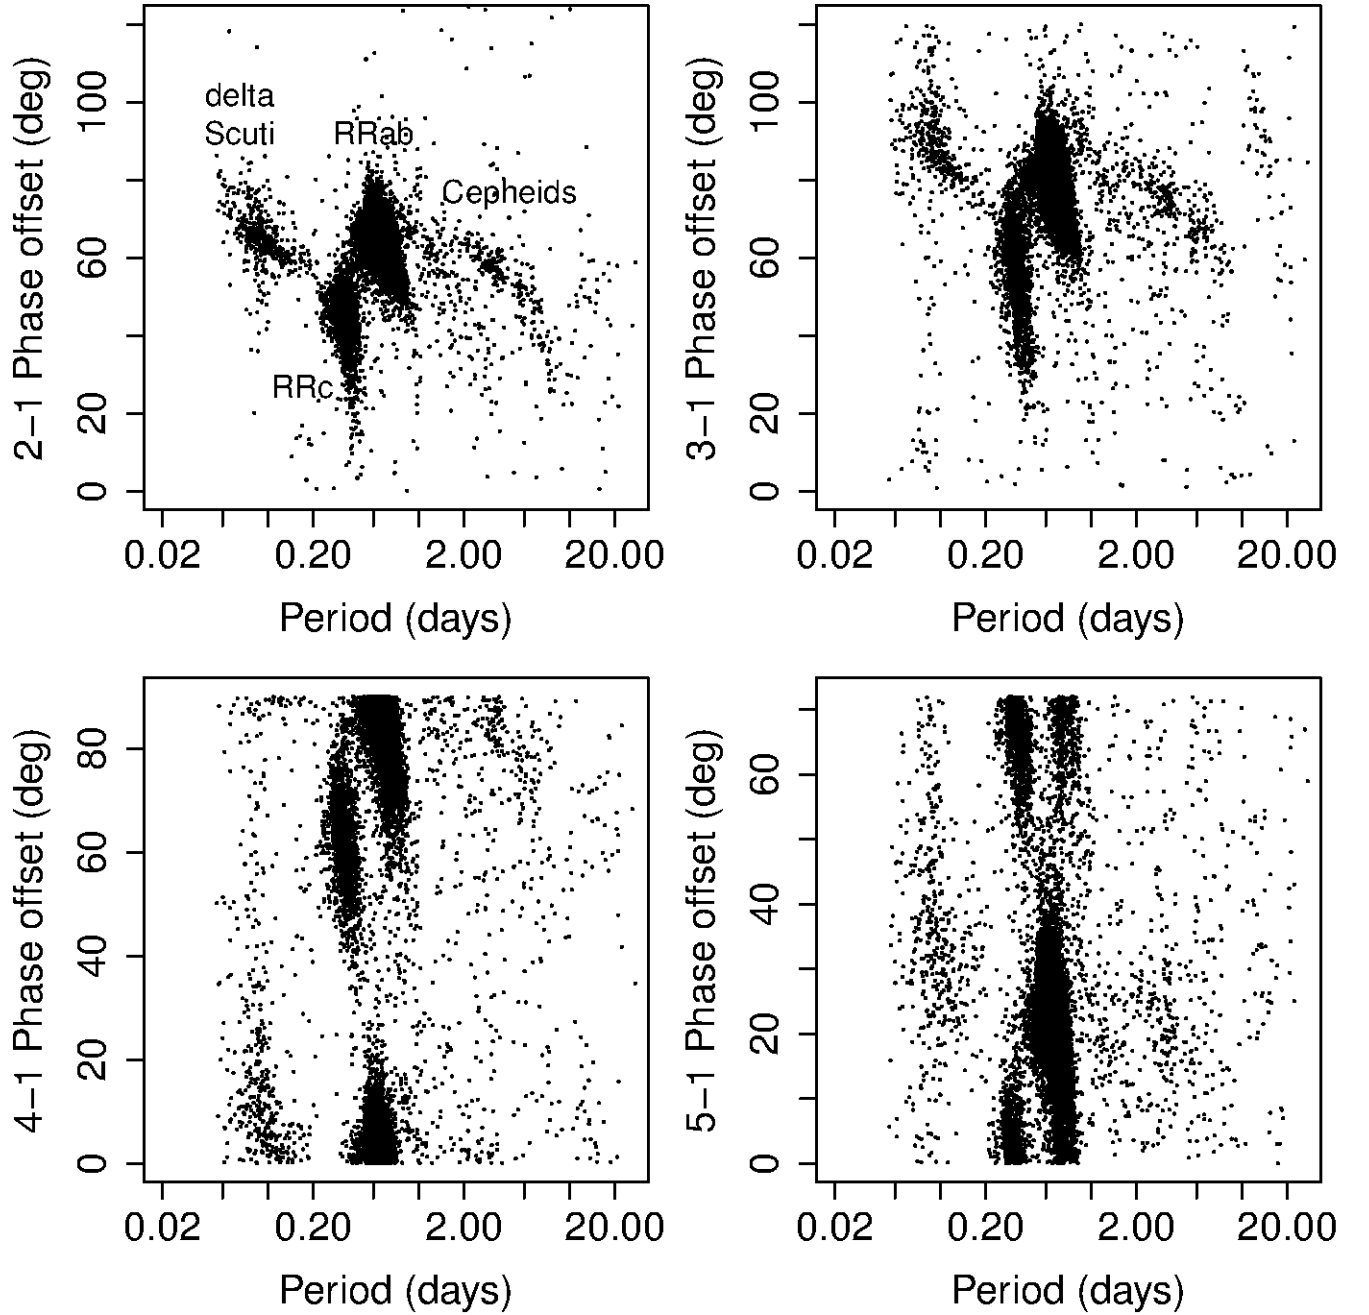 2−1 Phase offset (deg)
0 20 60 100
delta
Scuti
RRab
Cepheids
RRc
0.02 0.20 2.00 20.00
Period (days)
3−1 Phase offset (deg)
0 20 60 100
0.02 0.20 2.00 20.00
Period (days)
4−1 Phase offset (deg)
0 20 40 60 80
0.02 0.20 2.00 20.00
Period (days)
5−1 Phase offset (deg)
0 20 40 60
0.02 0.20 2.00 20.00
Period (days)